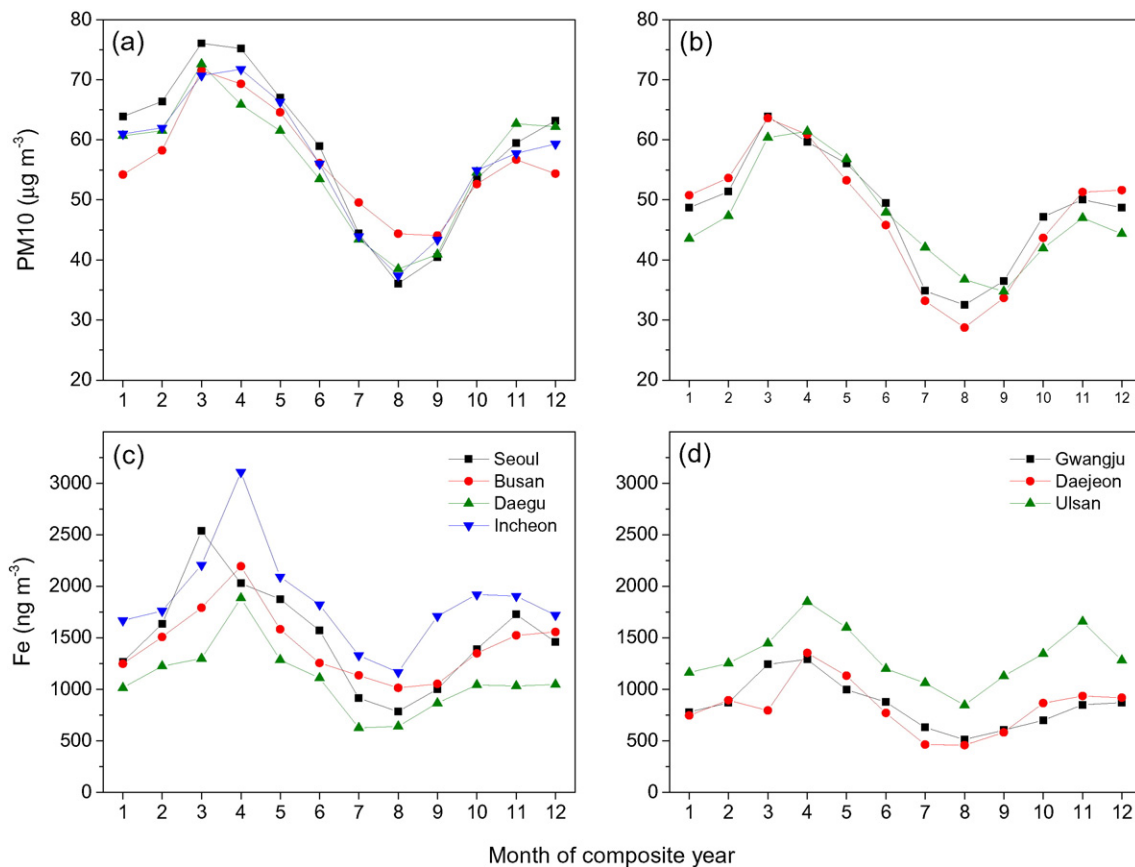 (a)
PM10 (µg m⁻³)
80
70
60
50
40
30
20
1 2 3 4 5 6 7 8 9 10 11 12
(b)
80
70
60
50
40
30
20
1 2 3 4 5 6 7 8 9 10 11 12
(c)
Seoul
Busan
Daegu
Incheon
Fe (ng m⁻³)
3000
2500
2000
1500
1000
500
0
1 2 3 4 5 6 7 8 9 10 11 12
(d)
Gwangju
Daejeon
Ulsan
3000
2500
2000
1500
1000
500
0
1 2 3 4 5 6 7 8 9 10 11 12
Month of composite year